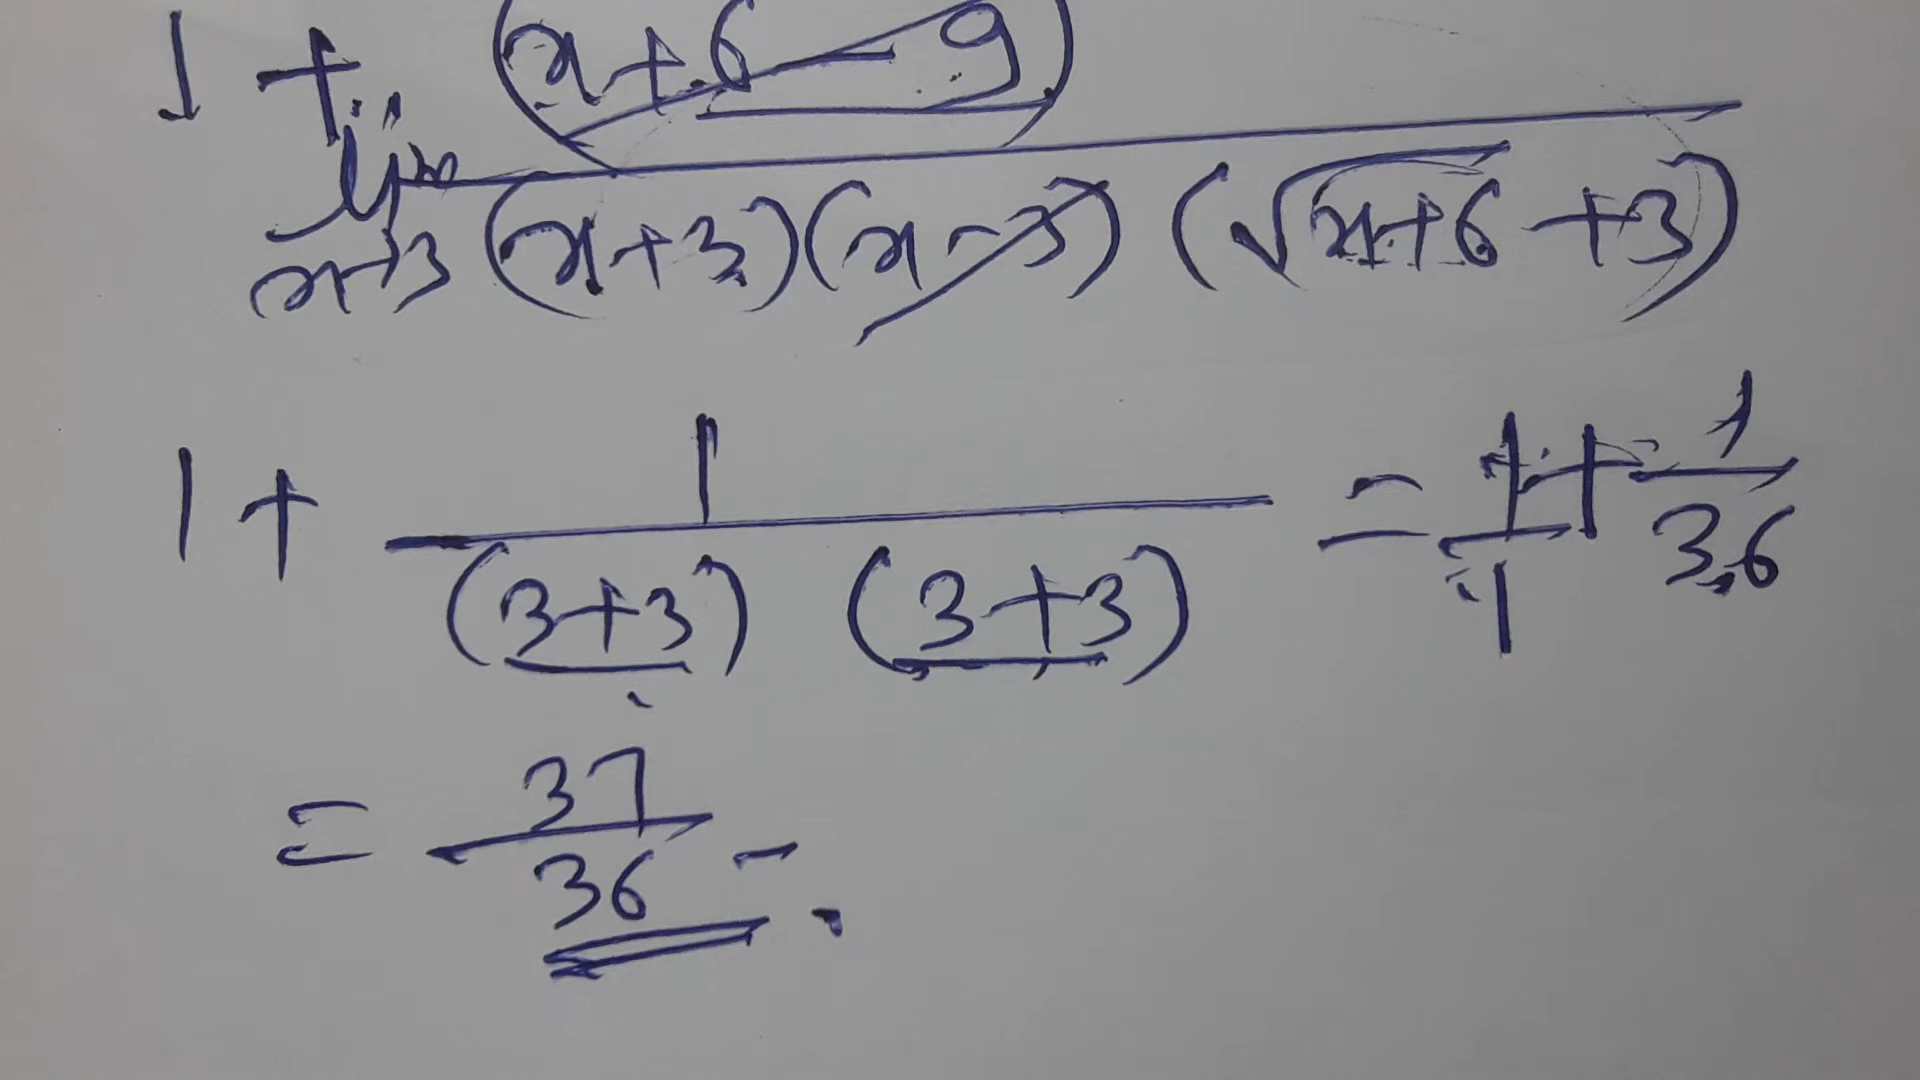 1 + lim x→3 (x+6-9) / (x+3)(x-3)(√x+6 +3)
1 + 1 / (3+3) (3+3) = 1/1 + 1/36
= 37/36